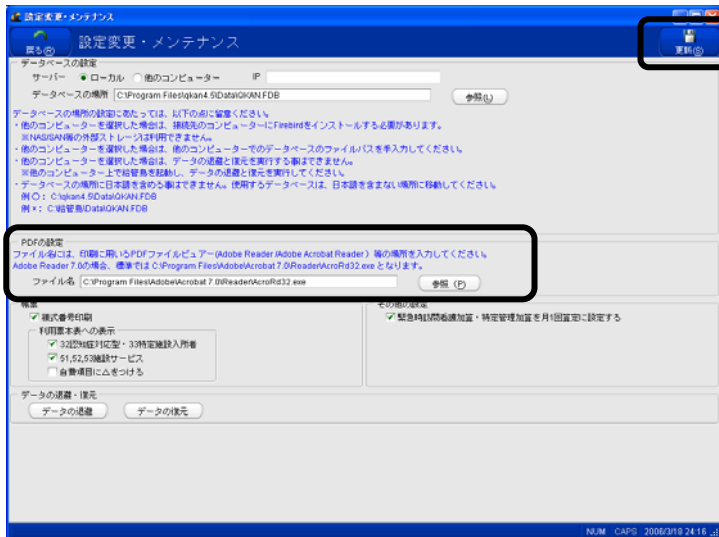 設定変更・メンテナンス
戻る(R)
設定変更・メンテナンス
更新(S)
データベースの設定
サーバー ローカル 他のコンピューター IP
データベースの場所 C:\Program Files\qkan4.5\Data\QKAN.FDB 参照(L)
データベースの場所の設定にあたっては、以下の点に留意ください。
・他のコンピューターを選択した場合は、接続先のコンピューターにFirebirdをインストールする必要があります。
※NAS/SAN等の外部ストレージは利用できません。
・他のコンピューターを選択した場合は、他のコンピューターでのデータベースのファイルパスを手入力してください。
・他のコンピューターを選択した場合は、データの退避と復元を実行する事はできません。
※他のコンピューター上で給管鳥を起動し、データの退避と復元を実行してください。
・データベースの場所に日本語を含める事はできません。使用するデータベースは、日本語を含まない場所に移動してください。
例○：C:\qkan4.5\Data\QKAN.FDB
例×：C:\給管鳥\Data\QKAN.FDB
PDFの設定
ファイル名には、印刷に用いるPDFファイルビュアー(Adobe Reader/Adobe Acrobat Reader）等の場所を入力してください。
Adobe Reader 7.0の場合、標準では C:\Program Files\Adobe\Acrobat 7.0\Reader\AcroRd32.exe となります。
ファイル名 C:\Program Files\Adobe\Acrobat 7.0\Reader\AcroRd32.exe 参照 (P)
帳票
その他の設定
様式番号印刷
緊急時訪問看護加算・特定管理加算を月1回算定に設定する
利用票本表への表示
32認知症対応型・33特定施設入所者
51,52,53施設サービス
自費項目に△をつける
データの退避・復元
データの退避 データの復元
NUM CAPS 2006/3/18 24:16